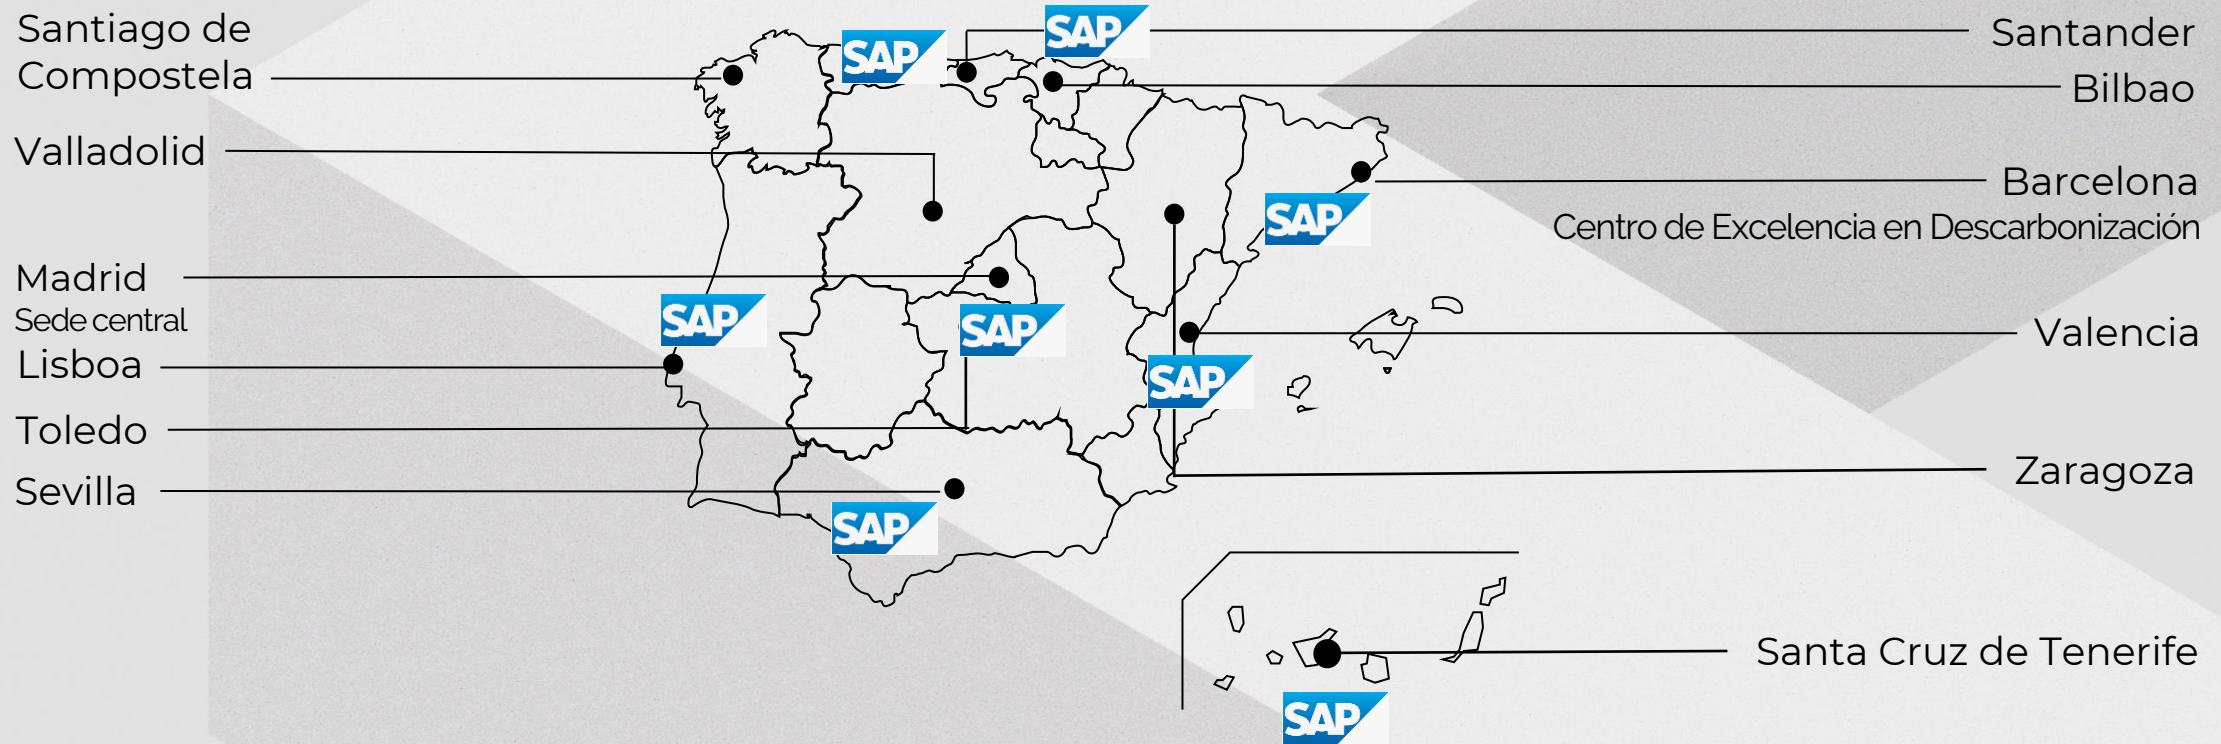 Santiago de
Compostela
Valladolid
Madrid
Sede central
Lisboa
Toledo
Sevilla
SAP
SAP
SAP
SAP
SAP
SAP
SAP
SAP
Santander
Bilbao
Barcelona
Centro de Excelencia en Descarbonización
Valencia
Zaragoza
Santa Cruz de Tenerife